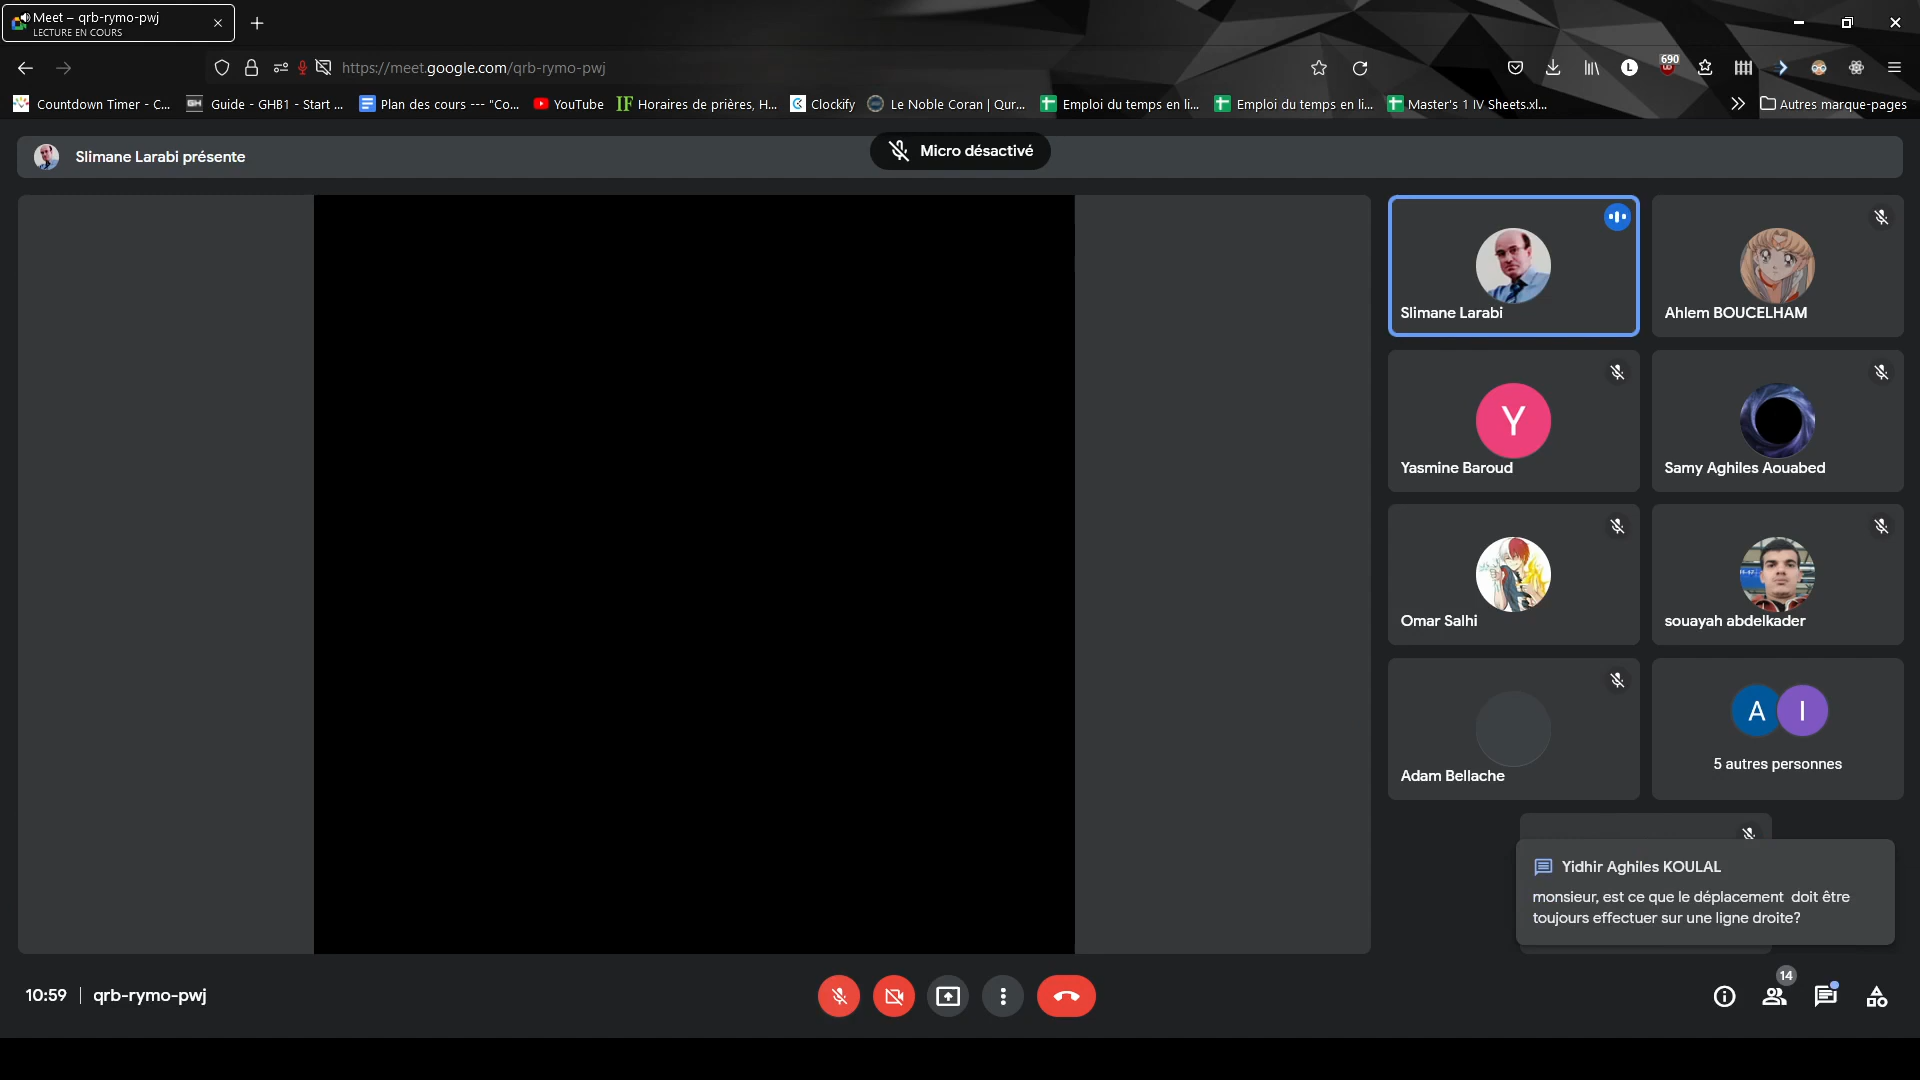 Meet – qrb-rymo-pwj
LECTURE EN COURS
https://meet.google.com/qrb-rymo-pwj
690
Countdown Timer - C...
GH Guide - GHB1 - Start ...
Plan des cours --- "Co...
YouTube
IF Horaires de prières, H...
Clockify
Le Noble Coran | Qur...
Emploi du temps en li...
Emploi du temps en li...
Master's 1 IV Sheets.xl...
Autres marque-pages
Slimane Larabi présente
Micro désactivé
Slimane Larabi
Ahlem BOUCELHAM
Y
Yasmine Baroud
Samy Aghiles Aouabed
Omar Salhi
souayah abdelkader
Adam Bellache
A I
5 autres personnes
Yidhir Aghiles KOULAL
monsieur, est ce que le déplacement  doit être
toujours effectuer sur une ligne droite?
10:59 | qrb-rymo-pwj
14